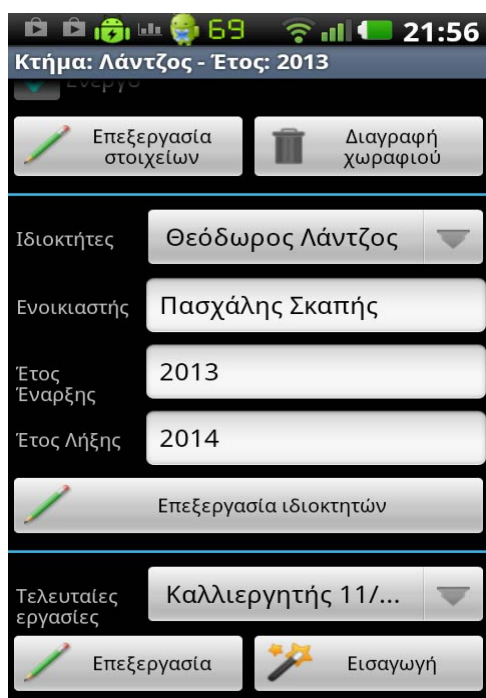 69 21:56
Κτήμα: Λάντζος - Έτος: 2013
Ενεργό
Επεξεργασία
στοιχείων
Διαγραφή
χωραφιού
Ιδιοκτήτες
Θεόδωρος Λάντζος
Ενοικιαστής
Πασχάλης Σκαπής
Έτος
Έναρξης
2013
Έτος Λήξης
2014
Επεξεργασία ιδιοκτητών
Τελευταίες
εργασίες
Καλλιεργητής 11/...
Επεξεργασία
Εισαγωγή